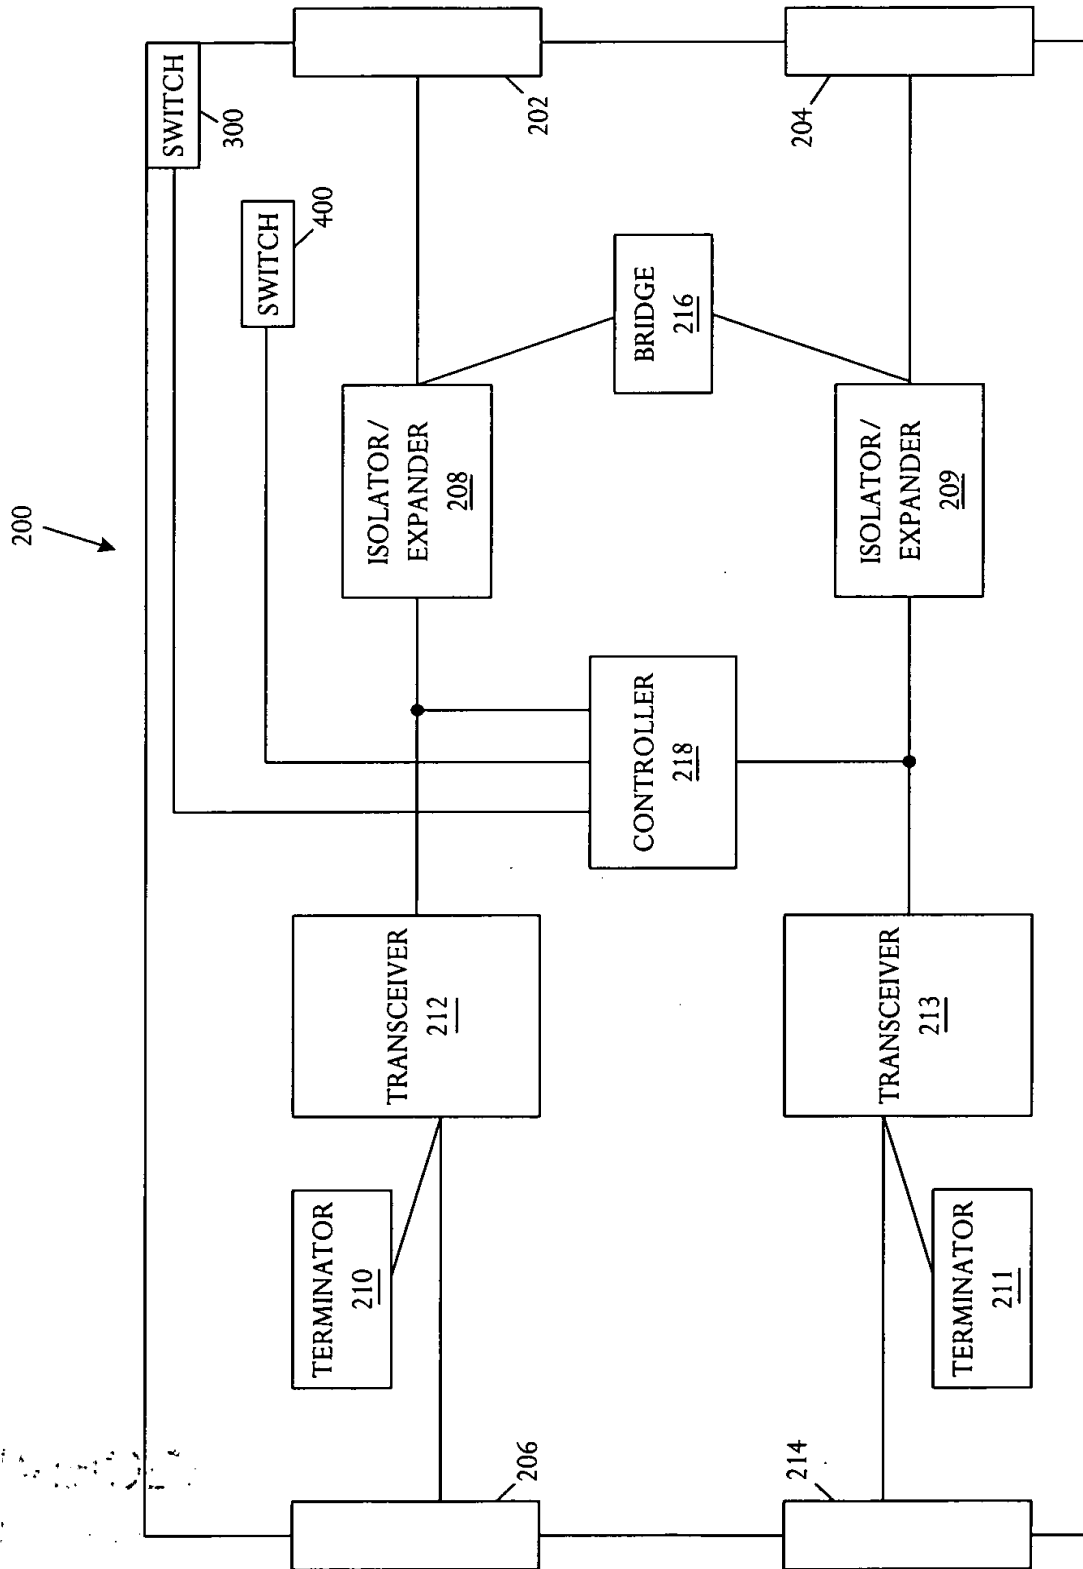 200
SWITCH
300
SWITCH
400
202
204
ISOLATOR/
EXPANDER
208
BRIDGE
216
ISOLATOR/
EXPANDER
209
CONTROLLER
218
TRANSCEIVER
212
TRANSCEIVER
213
TERMINATOR
210
TERMINATOR
211
206
214